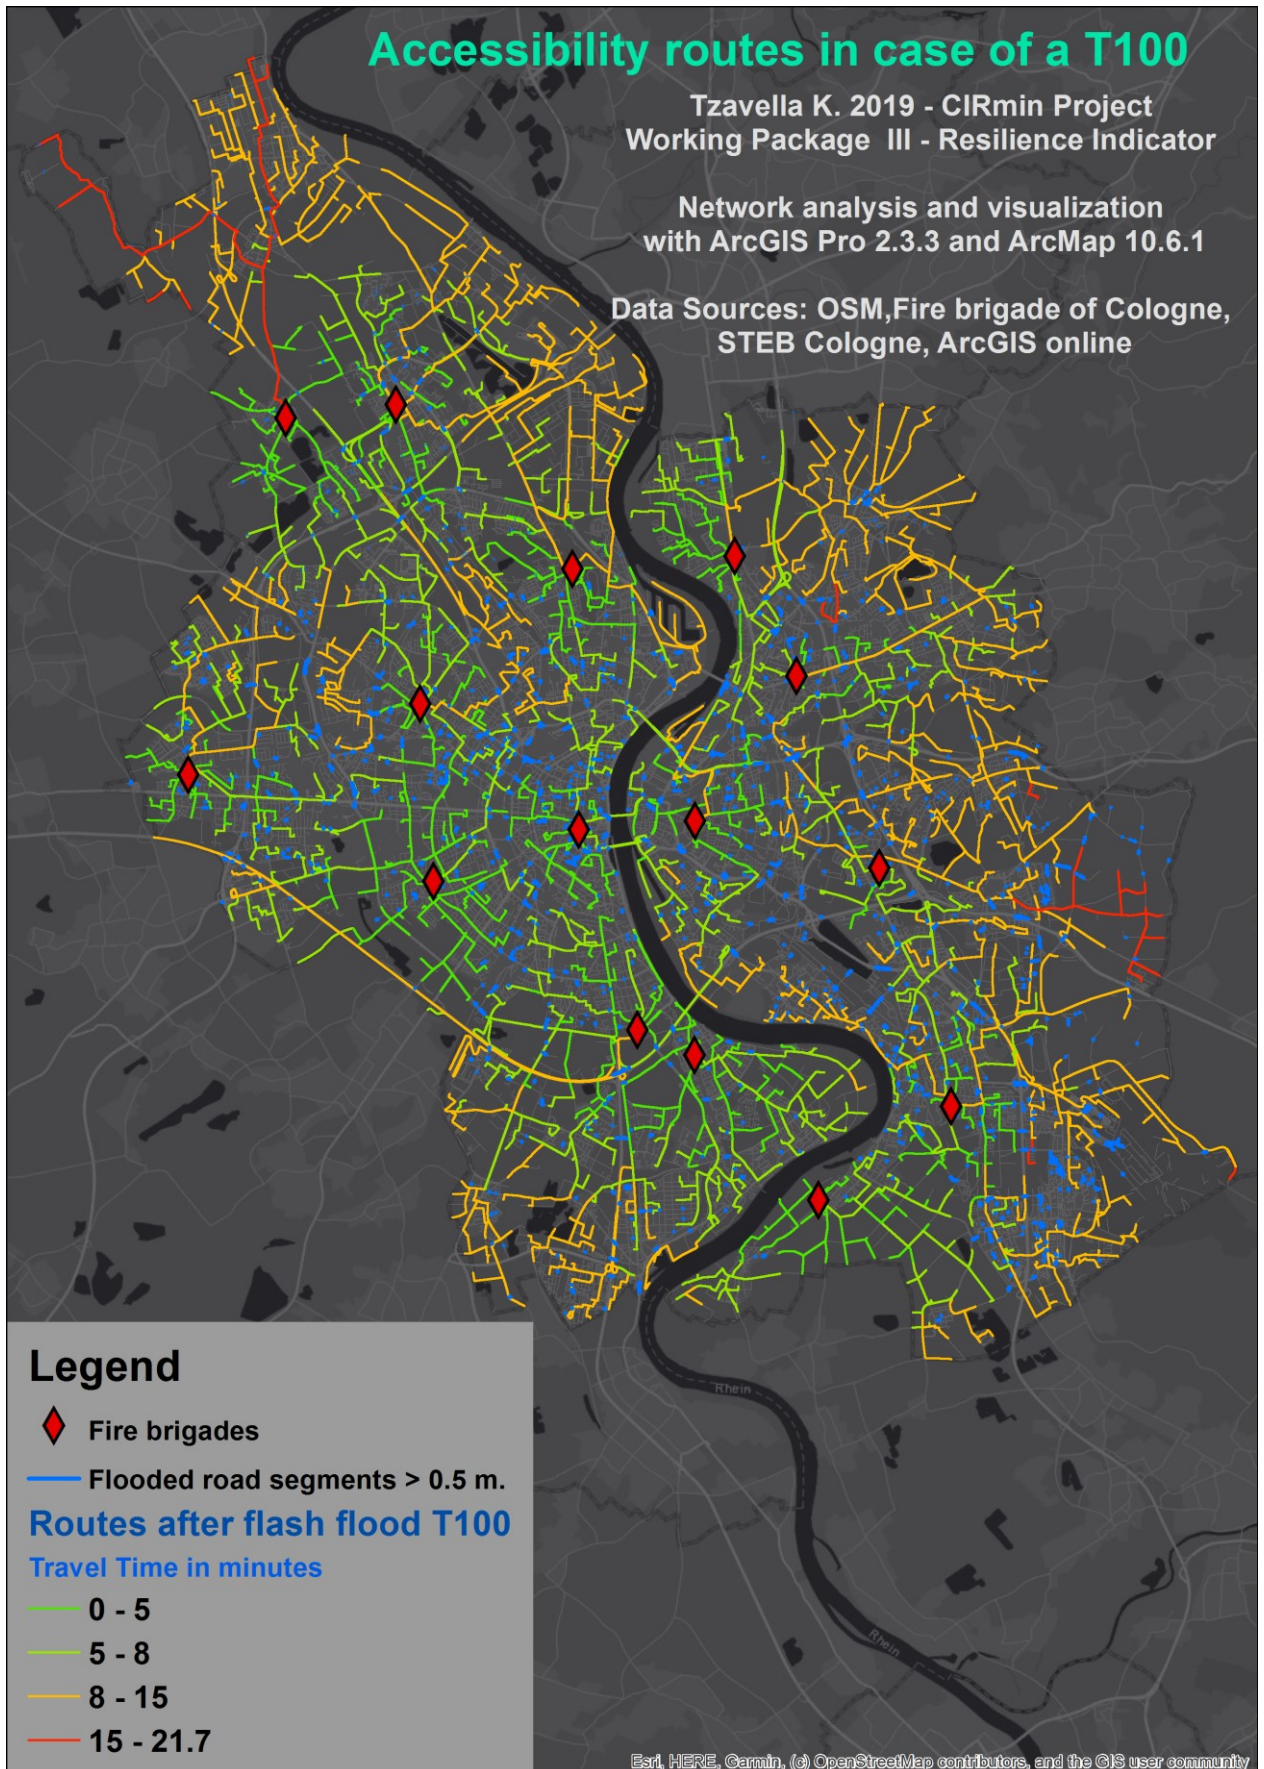 Accessibility routes in case of a T100
Tzavella K. 2019 - CIRmin Project
Working Package III - Resilience Indicator
Network analysis and visualization
with ArcGIS Pro 2.3.3 and ArcMap 10.6.1
Data Sources: OSM,Fire brigade of Cologne,
STEB Cologne, ArcGIS online
Legend
Fire brigades
Flooded road segments > 0.5 m.
Routes after flash flood T100
Travel Time in minutes
0 - 5
5 - 8
8 - 15
15 - 21.7
Rhein
Rhein
Esri, HERE, Garmin, (c) OpenStreetMap contributors, and the GIS user community